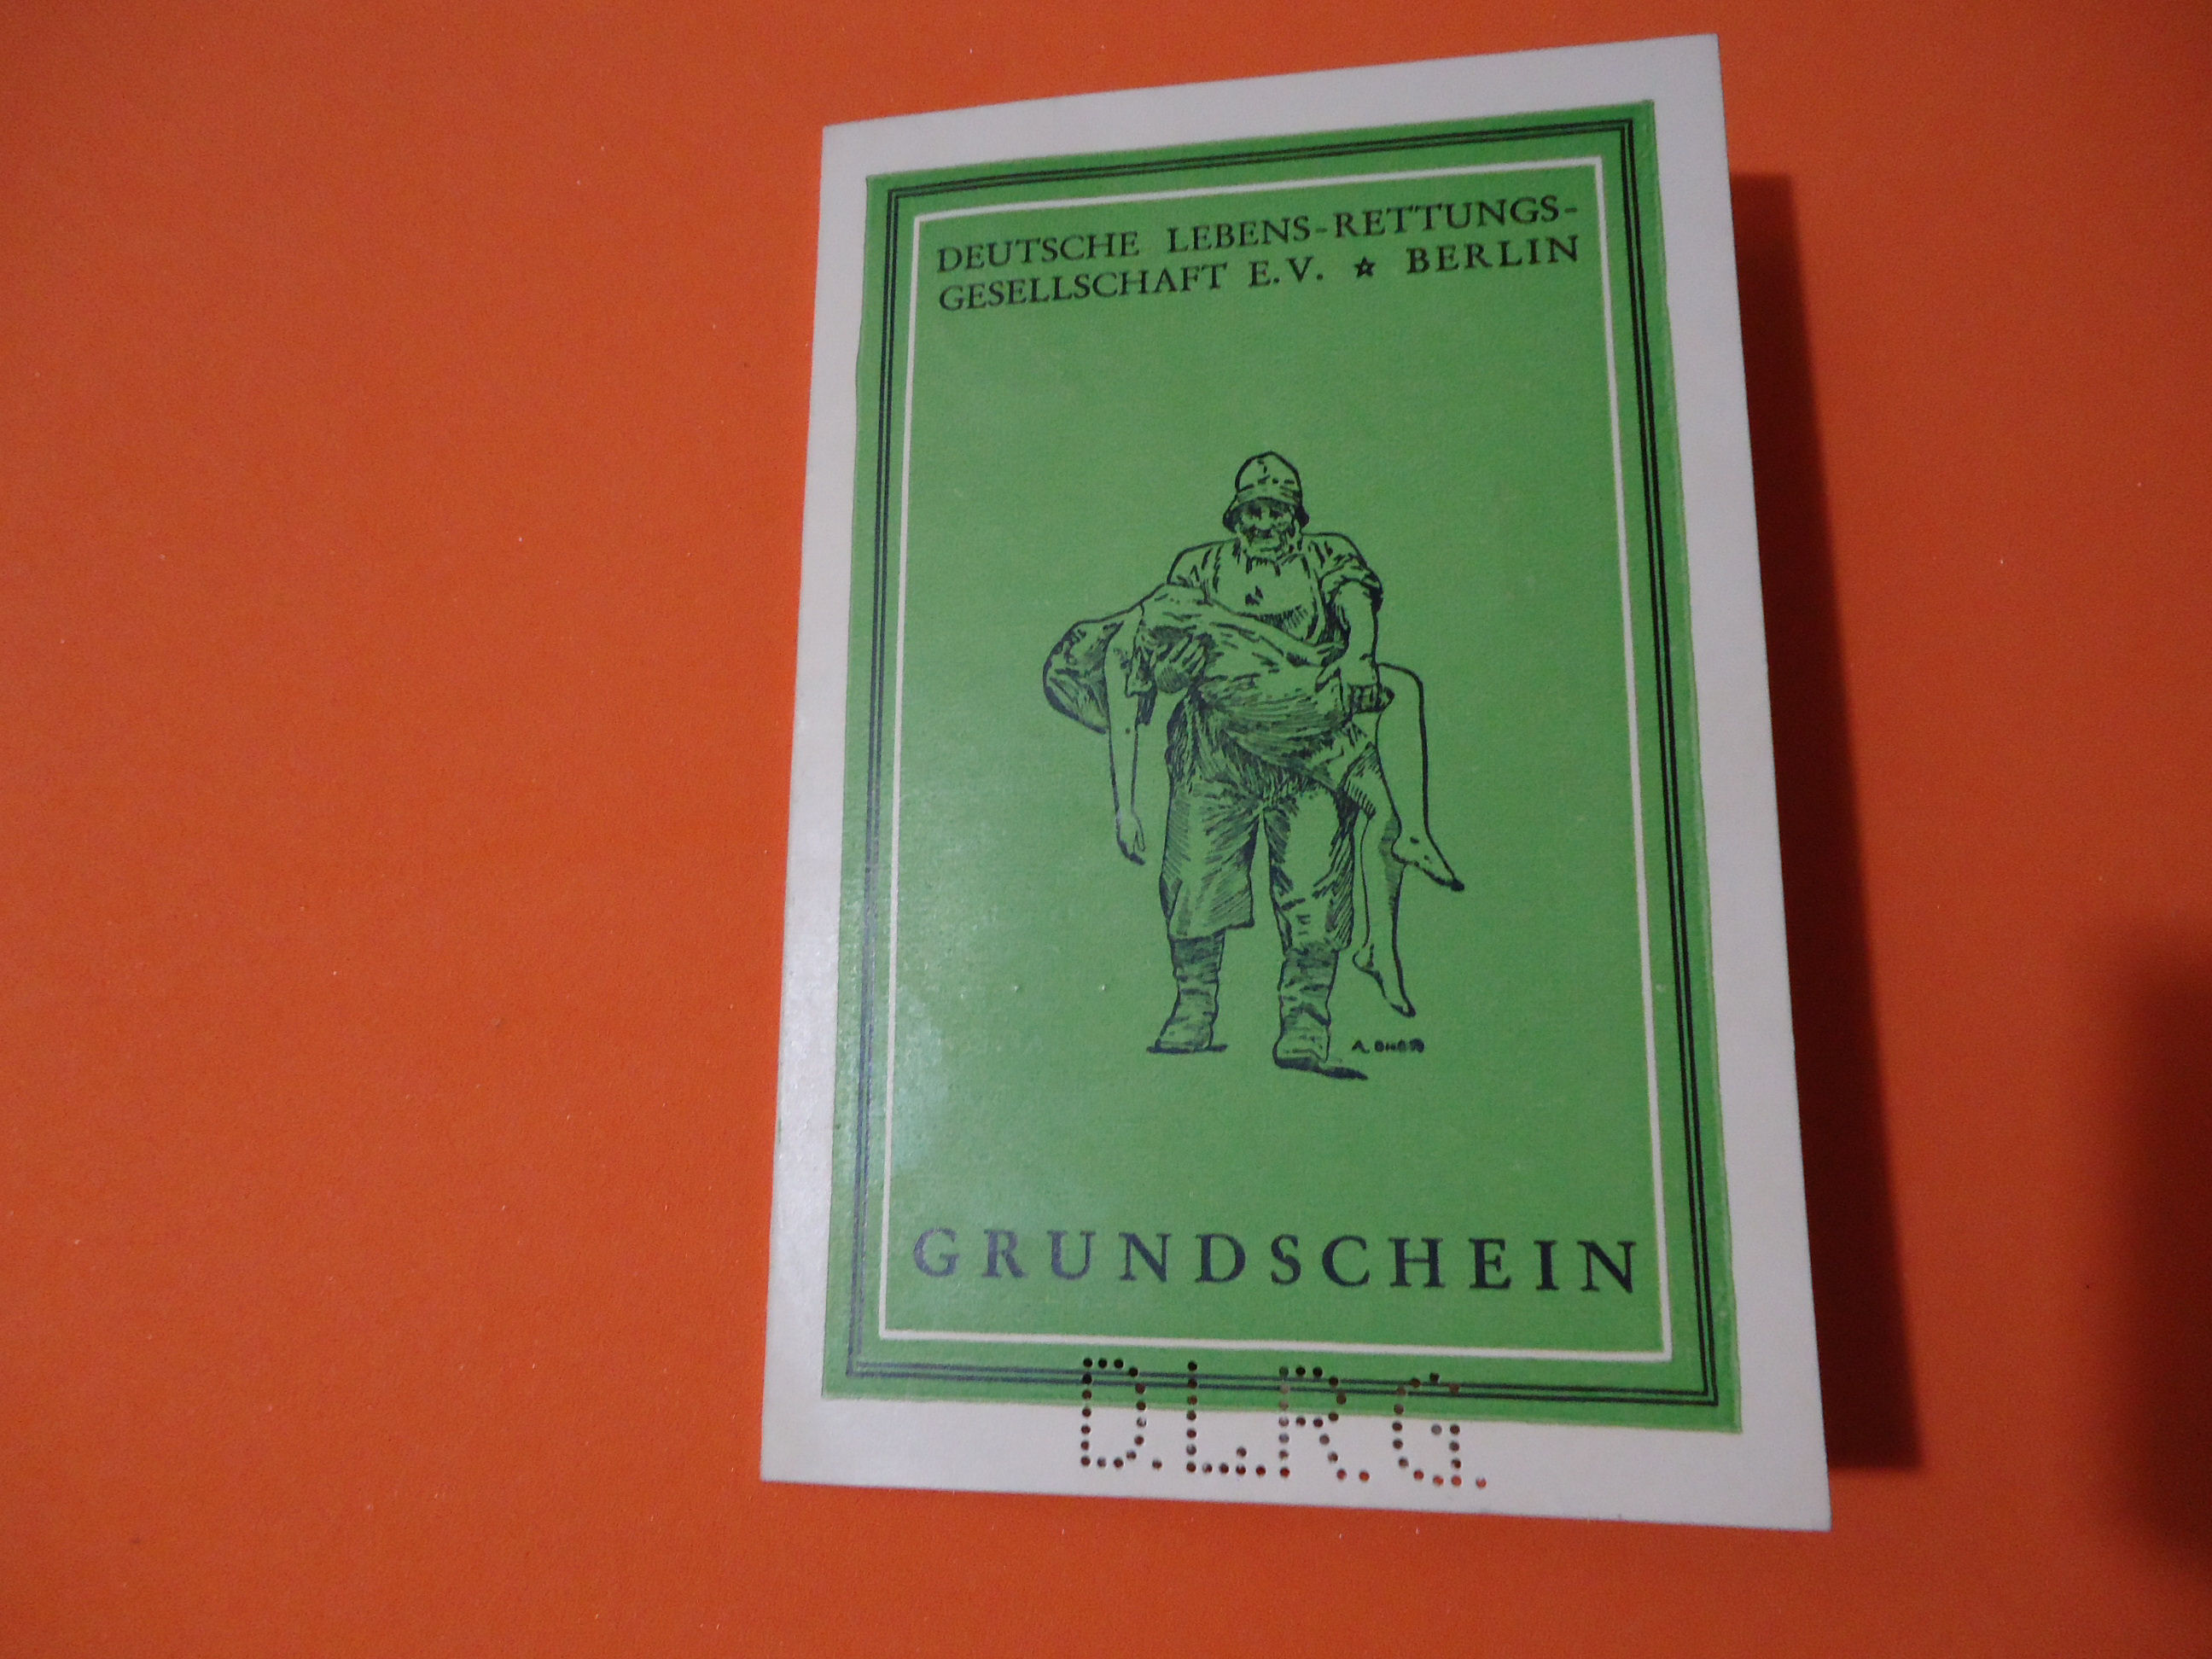 DEUTSCHE LEBENS-RETTUNGS-
GESELLSCHAFT E.V. ☆ BERLIN
GRUNDSCHEIN
D.L.R.G.